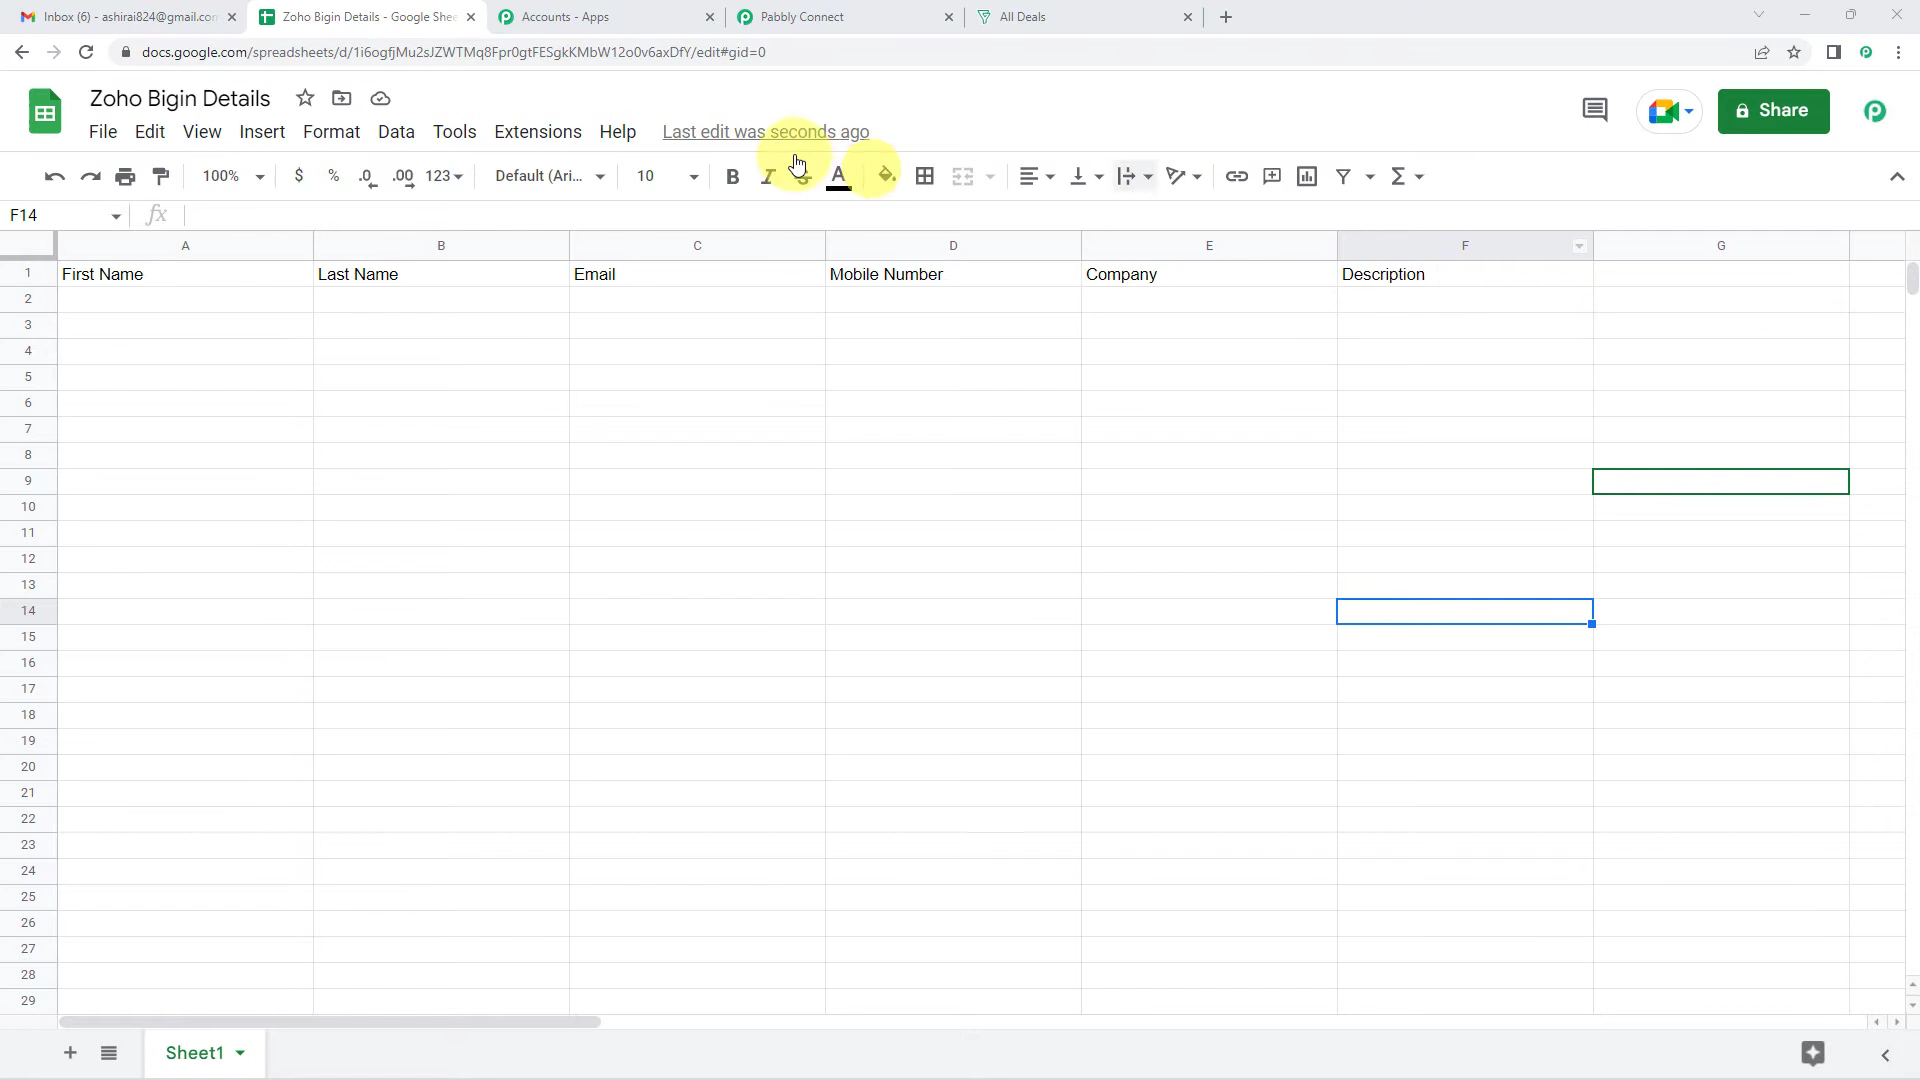 Inbox (6) - ashirai824@gmail.com
Zoho Bigin Details - Google Shee
Accounts - Apps
Pabbly Connect
All Deals
docs.google.com/spreadsheets/d/1i6ogfjMu2sJZWTMq8Fpr0gtFESgkKMbW12o0v6axDfY/edit#gid=0
Zoho Bigin Details
File Edit View Insert Format Data Tools Extensions Help Last edit was seconds ago
Share
100% $ % .0 .00 123 Default (Ari... 10 B I S A Σ
F14 fx
A B C D E F G
1 First Name Last Name Email Mobile Number Company Description
2
3
4
5
6
7
8
9
10
11
12
13
14
15
16
17
18
19
20
21
22
23
24
25
26
27
28
29
Sheet1